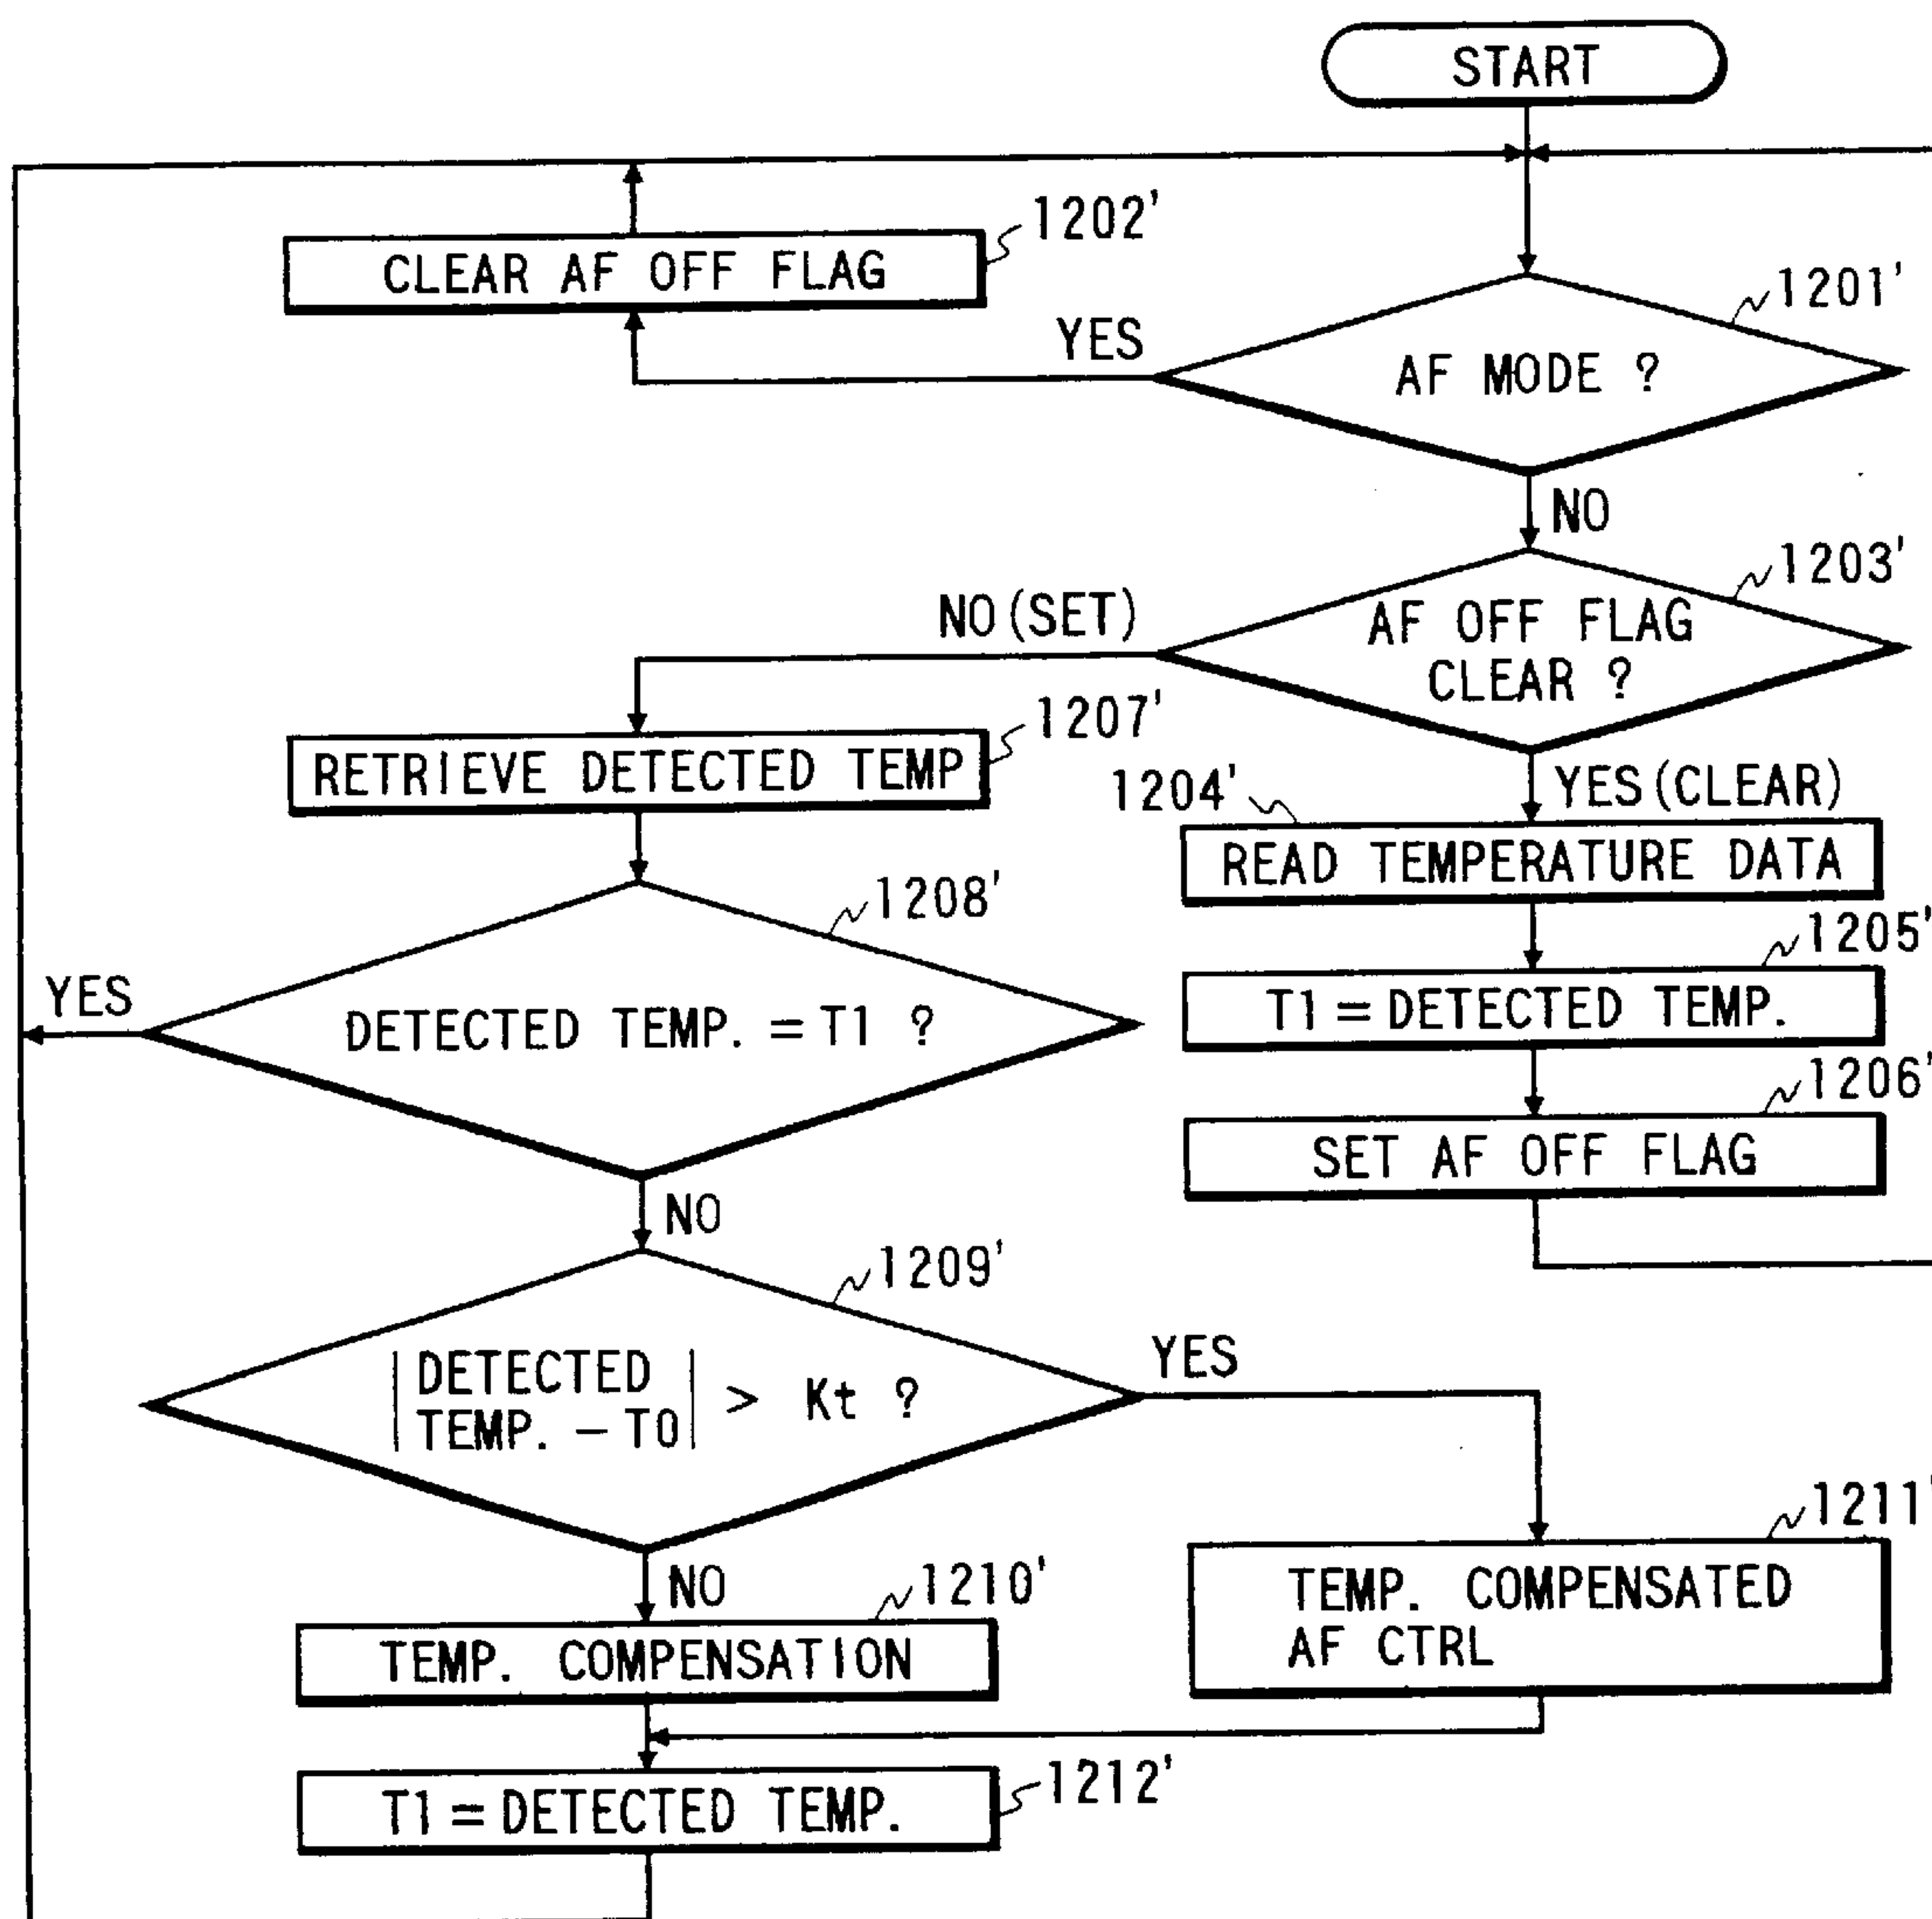 START
1202'
CLEAR AF OFF FLAG
1201'
YES
AF MODE ?
NO
1203'
NO (SET)
AF OFF FLAG
CLEAR ?
1207'
RETRIEVE DETECTED TEMP
1204'
YES (CLEAR)
READ TEMPERATURE DATA
1208'
1205'
YES
DETECTED TEMP. = T1 ?
T1 = DETECTED TEMP.
1206'
SET AF OFF FLAG
NO
1209'
YES
|DETECTED
TEMP. - T0| > Kt ?
1211'
NO
1210'
TEMP. COMPENSATED
AF CTRL
TEMP. COMPENSATION
1212'
T1 = DETECTED TEMP.